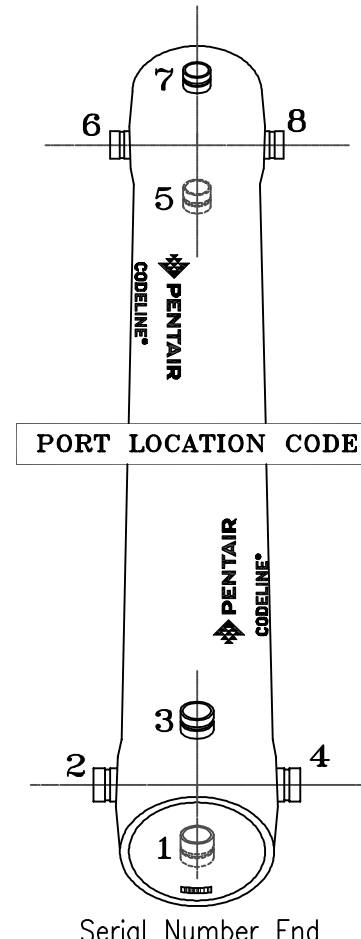 7
6
8
5
PENTAIR
CODELINE®
PORT LOCATION CODE
PENTAIR
CODELINE®
3
2
4
1
Serial Number End